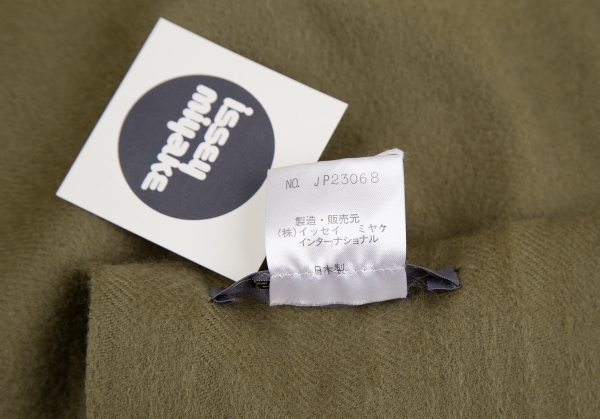 issey
miyake
NO. JP23068
製造・販売元
(株)イッセイ ミヤケ
インターナショナル
日本製